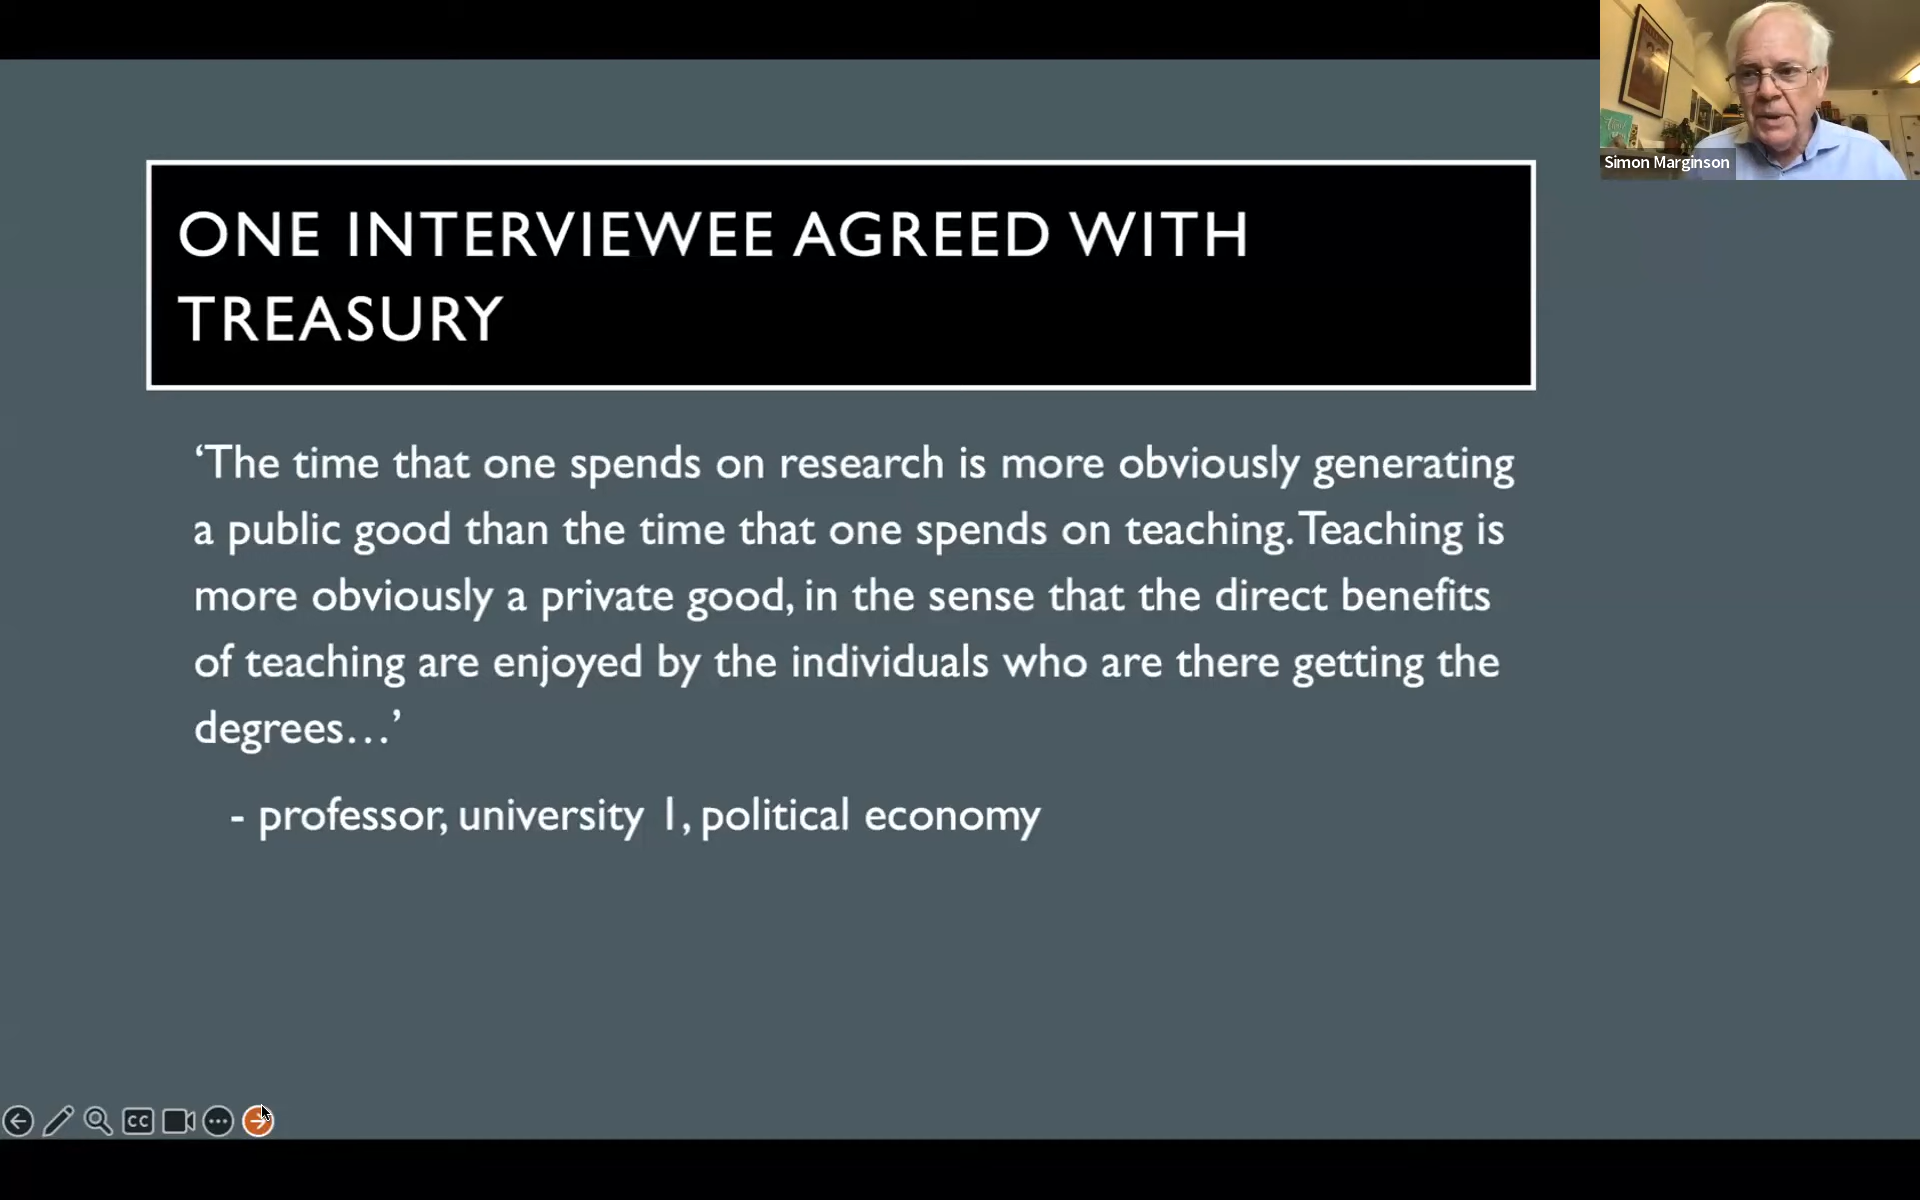 Simon Marginson
ONE INTERVIEWEE AGREED WITH
TREASURY
‘The time that one spends on research is more obviously generating
a public good than the time that one spends on teaching. Teaching is
more obviously a private good, in the sense that the direct benefits
of teaching are enjoyed by the individuals who are there getting the
degrees…’
- professor, university 1, political economy
CC